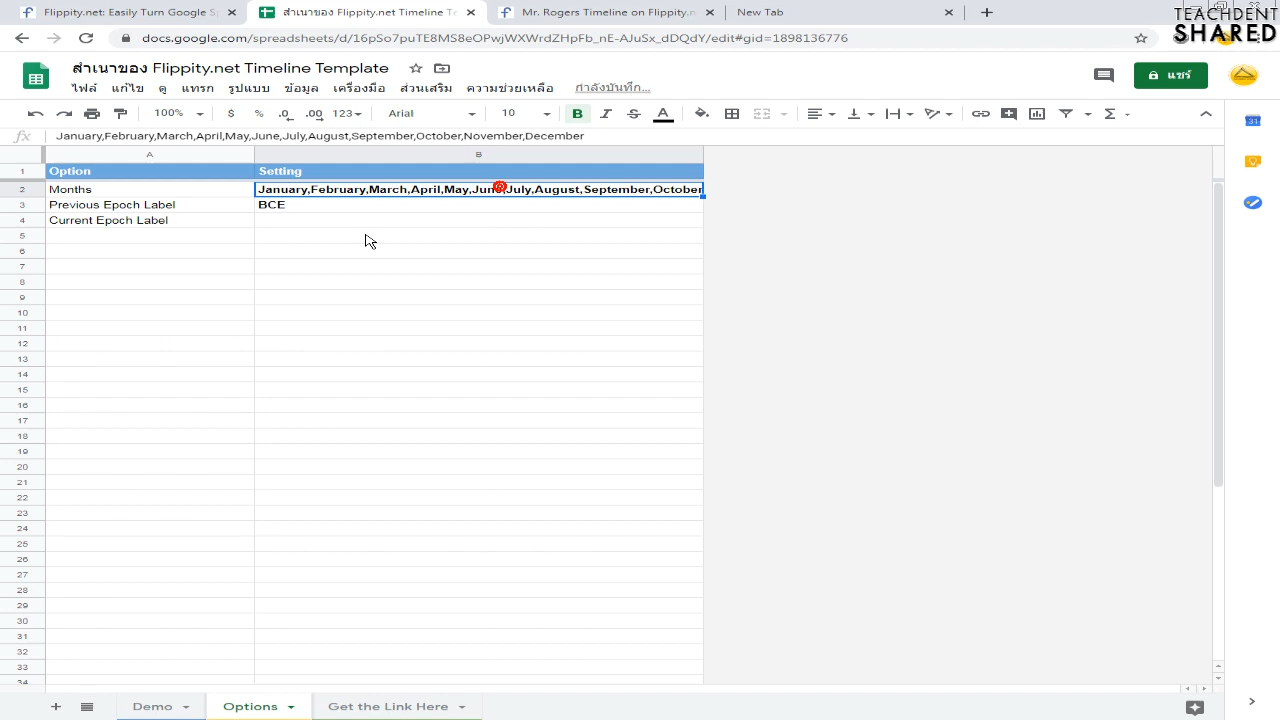 Flippity.net: Easily Turn Google Sp
สำเนาของ Flippity.net Timeline Te
Mr. Rogers Timeline on Flippity.n
New Tab
TEACHDENT
SHARED
docs.google.com/spreadsheets/d/16pSo7puTE8MS8eOPwjWXWrdCHpFb_nE-AJuSx_dDQdY/edit#gid=1898136776
สำเนาของ Flippity.net Timeline Template
ไฟล์ แก้ไข ดู แทรก รูปแบบ ข้อมูล เครื่องมือ ส่วนเสริม ความช่วยเหลือ กำลังบันทึก...
แชร์
100% $ % .0 .00 123 Arial 10 B I S A
fx January,February,March,April,May,June,July,August,September,October,November,December
A B
1 Option Setting
2 Months January,February,March,April,May,June,July,August,September,October
3 Previous Epoch Label BCE
4 Current Epoch Label
5
6
7
8
9
10
11
12
13
14
15
16
17
18
19
20
21
22
23
24
25
26
27
28
29
30
31
32
33
34
31
Demo Options Get the Link Here